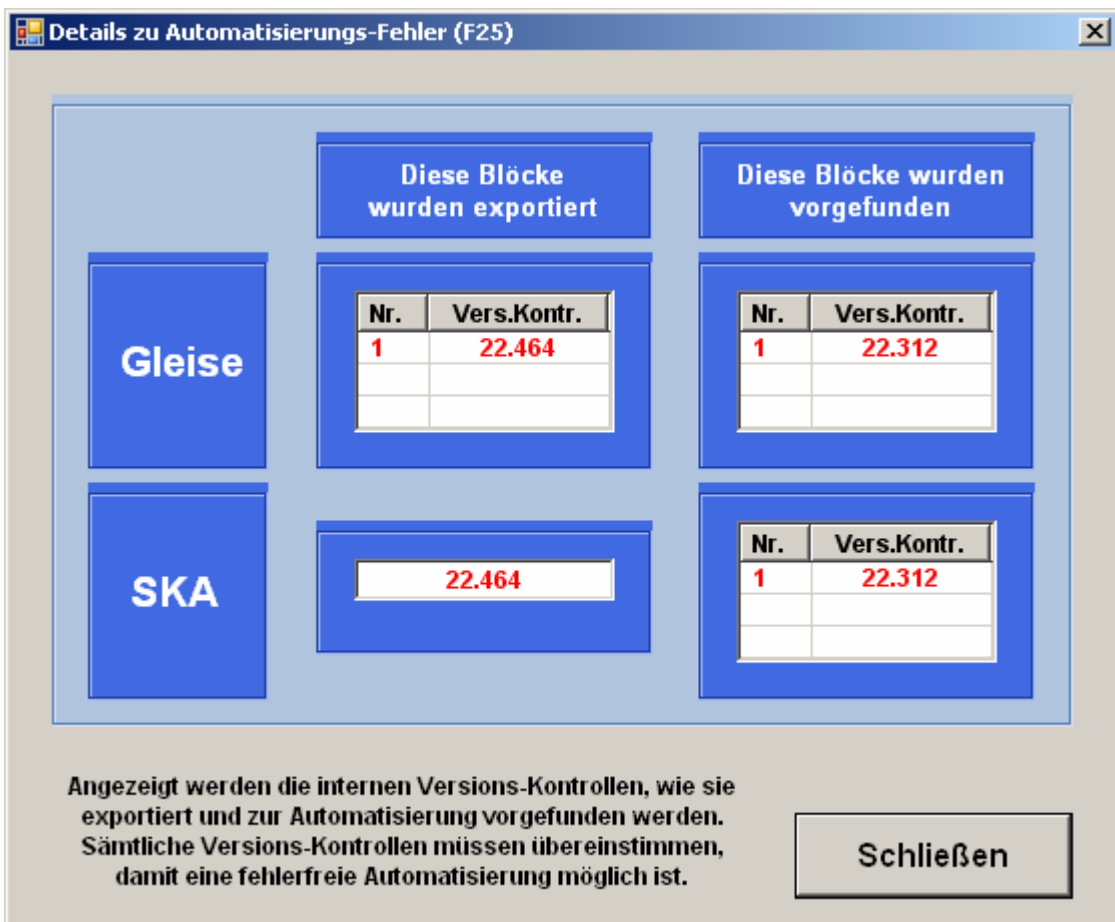 Details zu Automatisierungs-Fehler (F25)
Diese Blöcke
wurden exportiert
Diese Blöcke wurden
vorgefunden
Gleise
Nr. Vers.Kontr.
1 22.464
Nr. Vers.Kontr.
1 22.312
SKA
22.464
Nr. Vers.Kontr.
1 22.312
Angezeigt werden die internen Versions-Kontrollen, wie sie
exportiert und zur Automatisierung vorgefunden werden.
Sämtliche Versions-Kontrollen müssen übereinstimmen,
damit eine fehlerfreie Automatisierung möglich ist.
Schließen